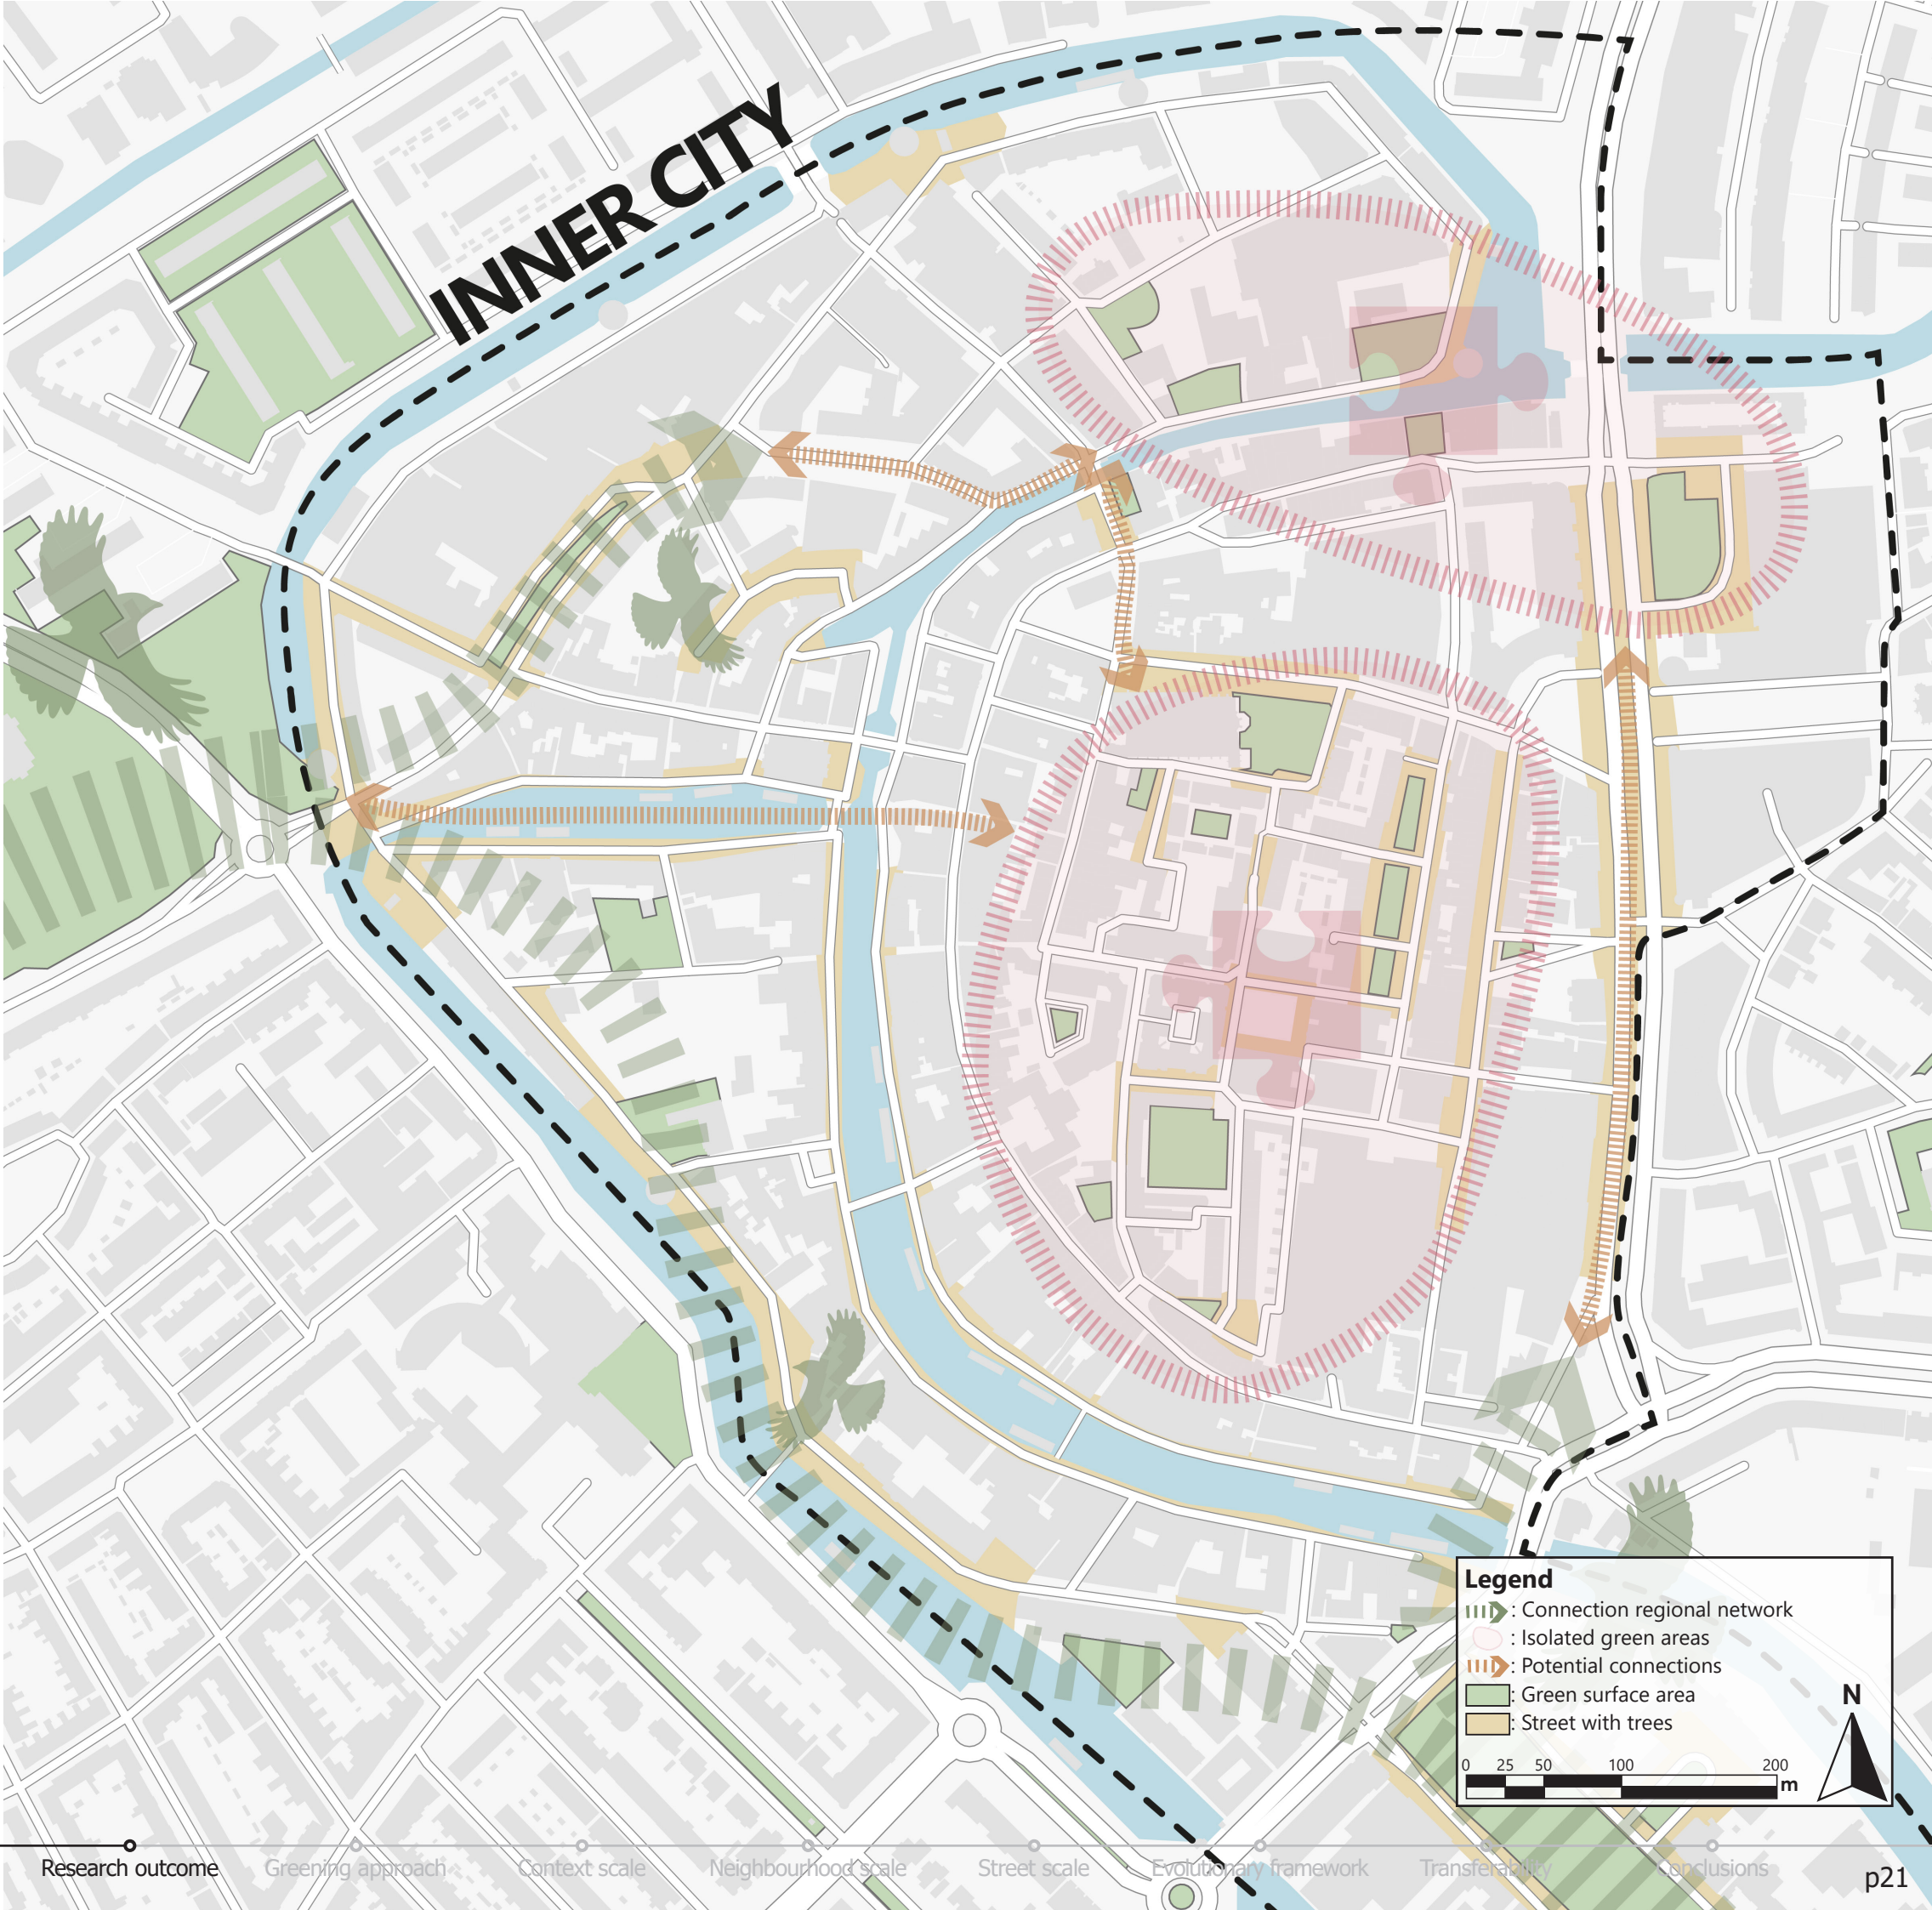 INNER CITY
Legend
: Connection regional network
: Isolated green areas
: Potential connections
: Green surface area
: Street with trees
N
0 25 50 100 200
m
Research outcome Greening approach Context scale Neighbourhood scale Street scale Evolutionary framework Transferability Conclusions
p21